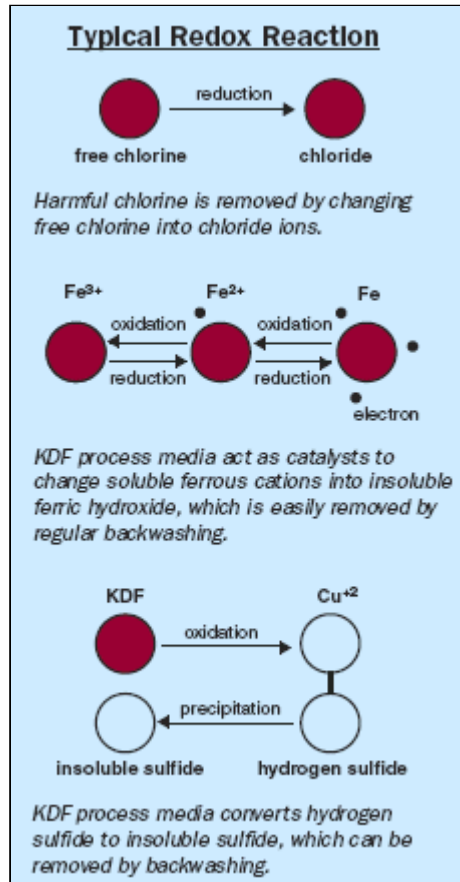 Typical Redox Reaction
reduction
free chlorine chloride
Harmful chlorine is removed by changing
free chlorine into chloride ions.
Fe³⁺ Fe²⁺ Fe
oxidation oxidation
reduction reduction
electron
KDF process media act as catalysts to
change soluble ferrous cations into insoluble
ferric hydroxide, which is easily removed by
regular backwashing.
KDF Cu⁺²
oxidation
precipitation
insoluble sulfide hydrogen sulfide
KDF process media converts hydrogen
sulfide to insoluble sulfide, which can be
removed by backwashing.